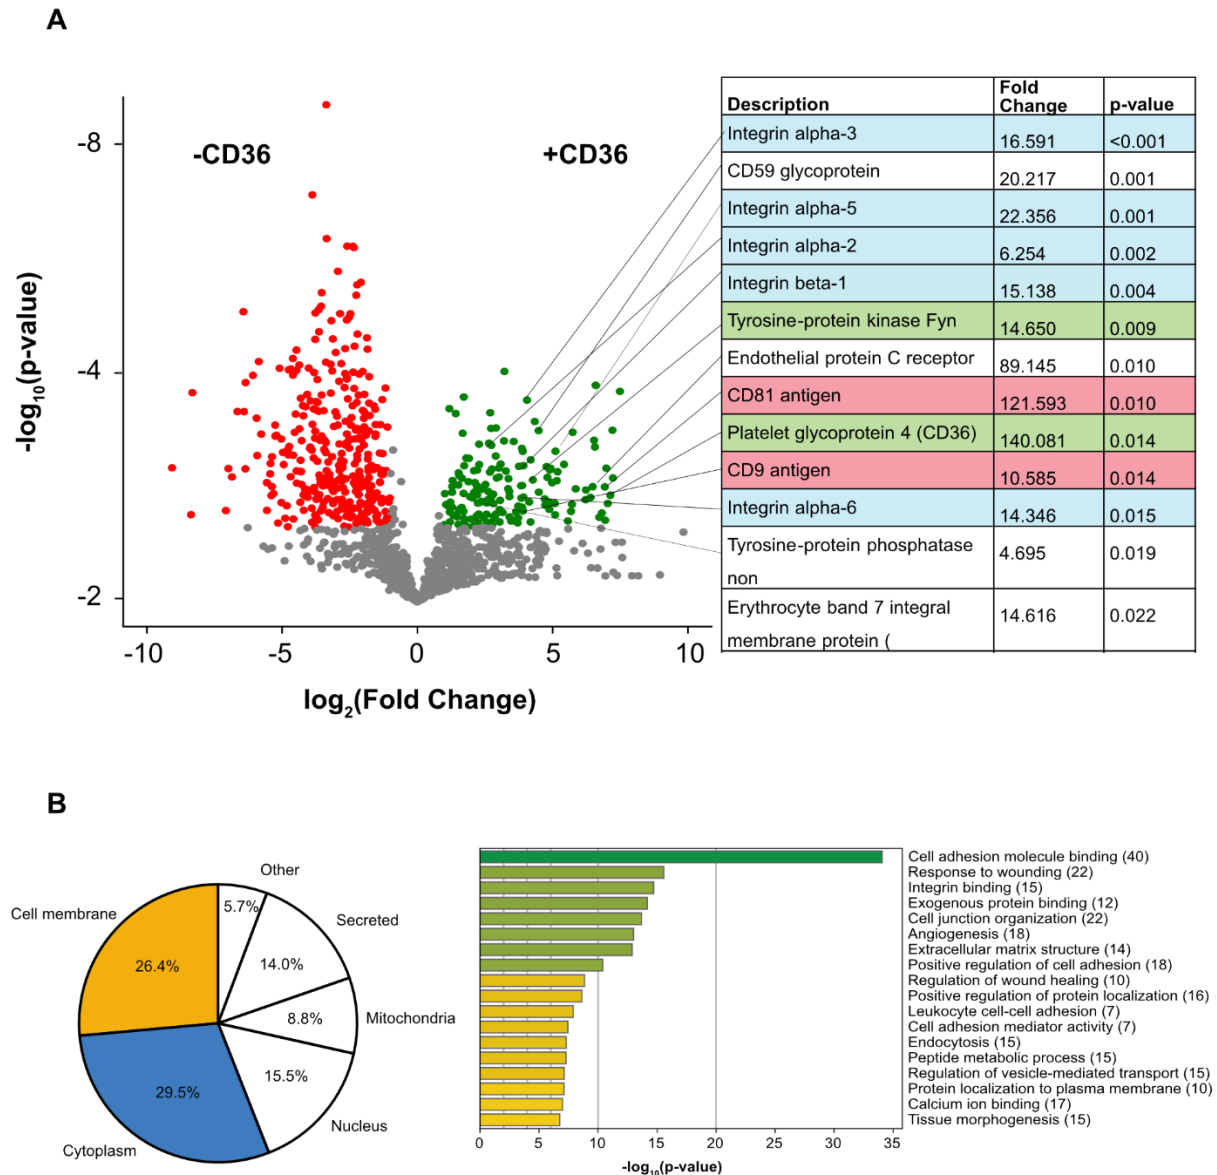 A
-8
-4
-2
-log10(p-value)
-CD36
+CD36
-10
-5
0
5
10
log2(Fold Change)
Description Fold Change p-value
Integrin alpha-3 16.591 <0.001
CD59 glycoprotein 20.217 0.001
Integrin alpha-5 22.356 0.001
Integrin alpha-2 6.254 0.002
Integrin beta-1 15.138 0.004
Tyrosine-protein kinase Fyn 14.650 0.009
Endothelial protein C receptor 89.145 0.010
CD81 antigen 121.593 0.010
Platelet glycoprotein 4 (CD36) 140.081 0.014
CD9 antigen 10.585 0.014
Integrin alpha-6 14.346 0.015
Tyrosine-protein phosphatase 4.695 0.019
non
Erythrocyte band 7 integral 14.616 0.022
membrane protein (
B
Other
5.7%
Secreted
14.0%
Mitochondria
8.8%
Nucleus
15.5%
Cytoplasm
29.5%
Cell membrane
26.4%
Cell adhesion molecule binding (40)
Response to wounding (22)
Integrin binding (15)
Exogenous protein binding (12)
Cell junction organization (22)
Angiogenesis (18)
Extracellular matrix structure (14)
Positive regulation of cell adhesion (18)
Regulation of wound healing (10)
Positive regulation of protein localization (16)
Leukocyte cell-cell adhesion (7)
Cell adhesion mediator activity (7)
Endocytosis (15)
Peptide metabolic process (15)
Regulation of vesicle-mediated transport (15)
Protein localization to plasma membrane (10)
Calcium ion binding (17)
Tissue morphogenesis (15)
0 5 10 15 20 25 30 35
-log10(p-value)